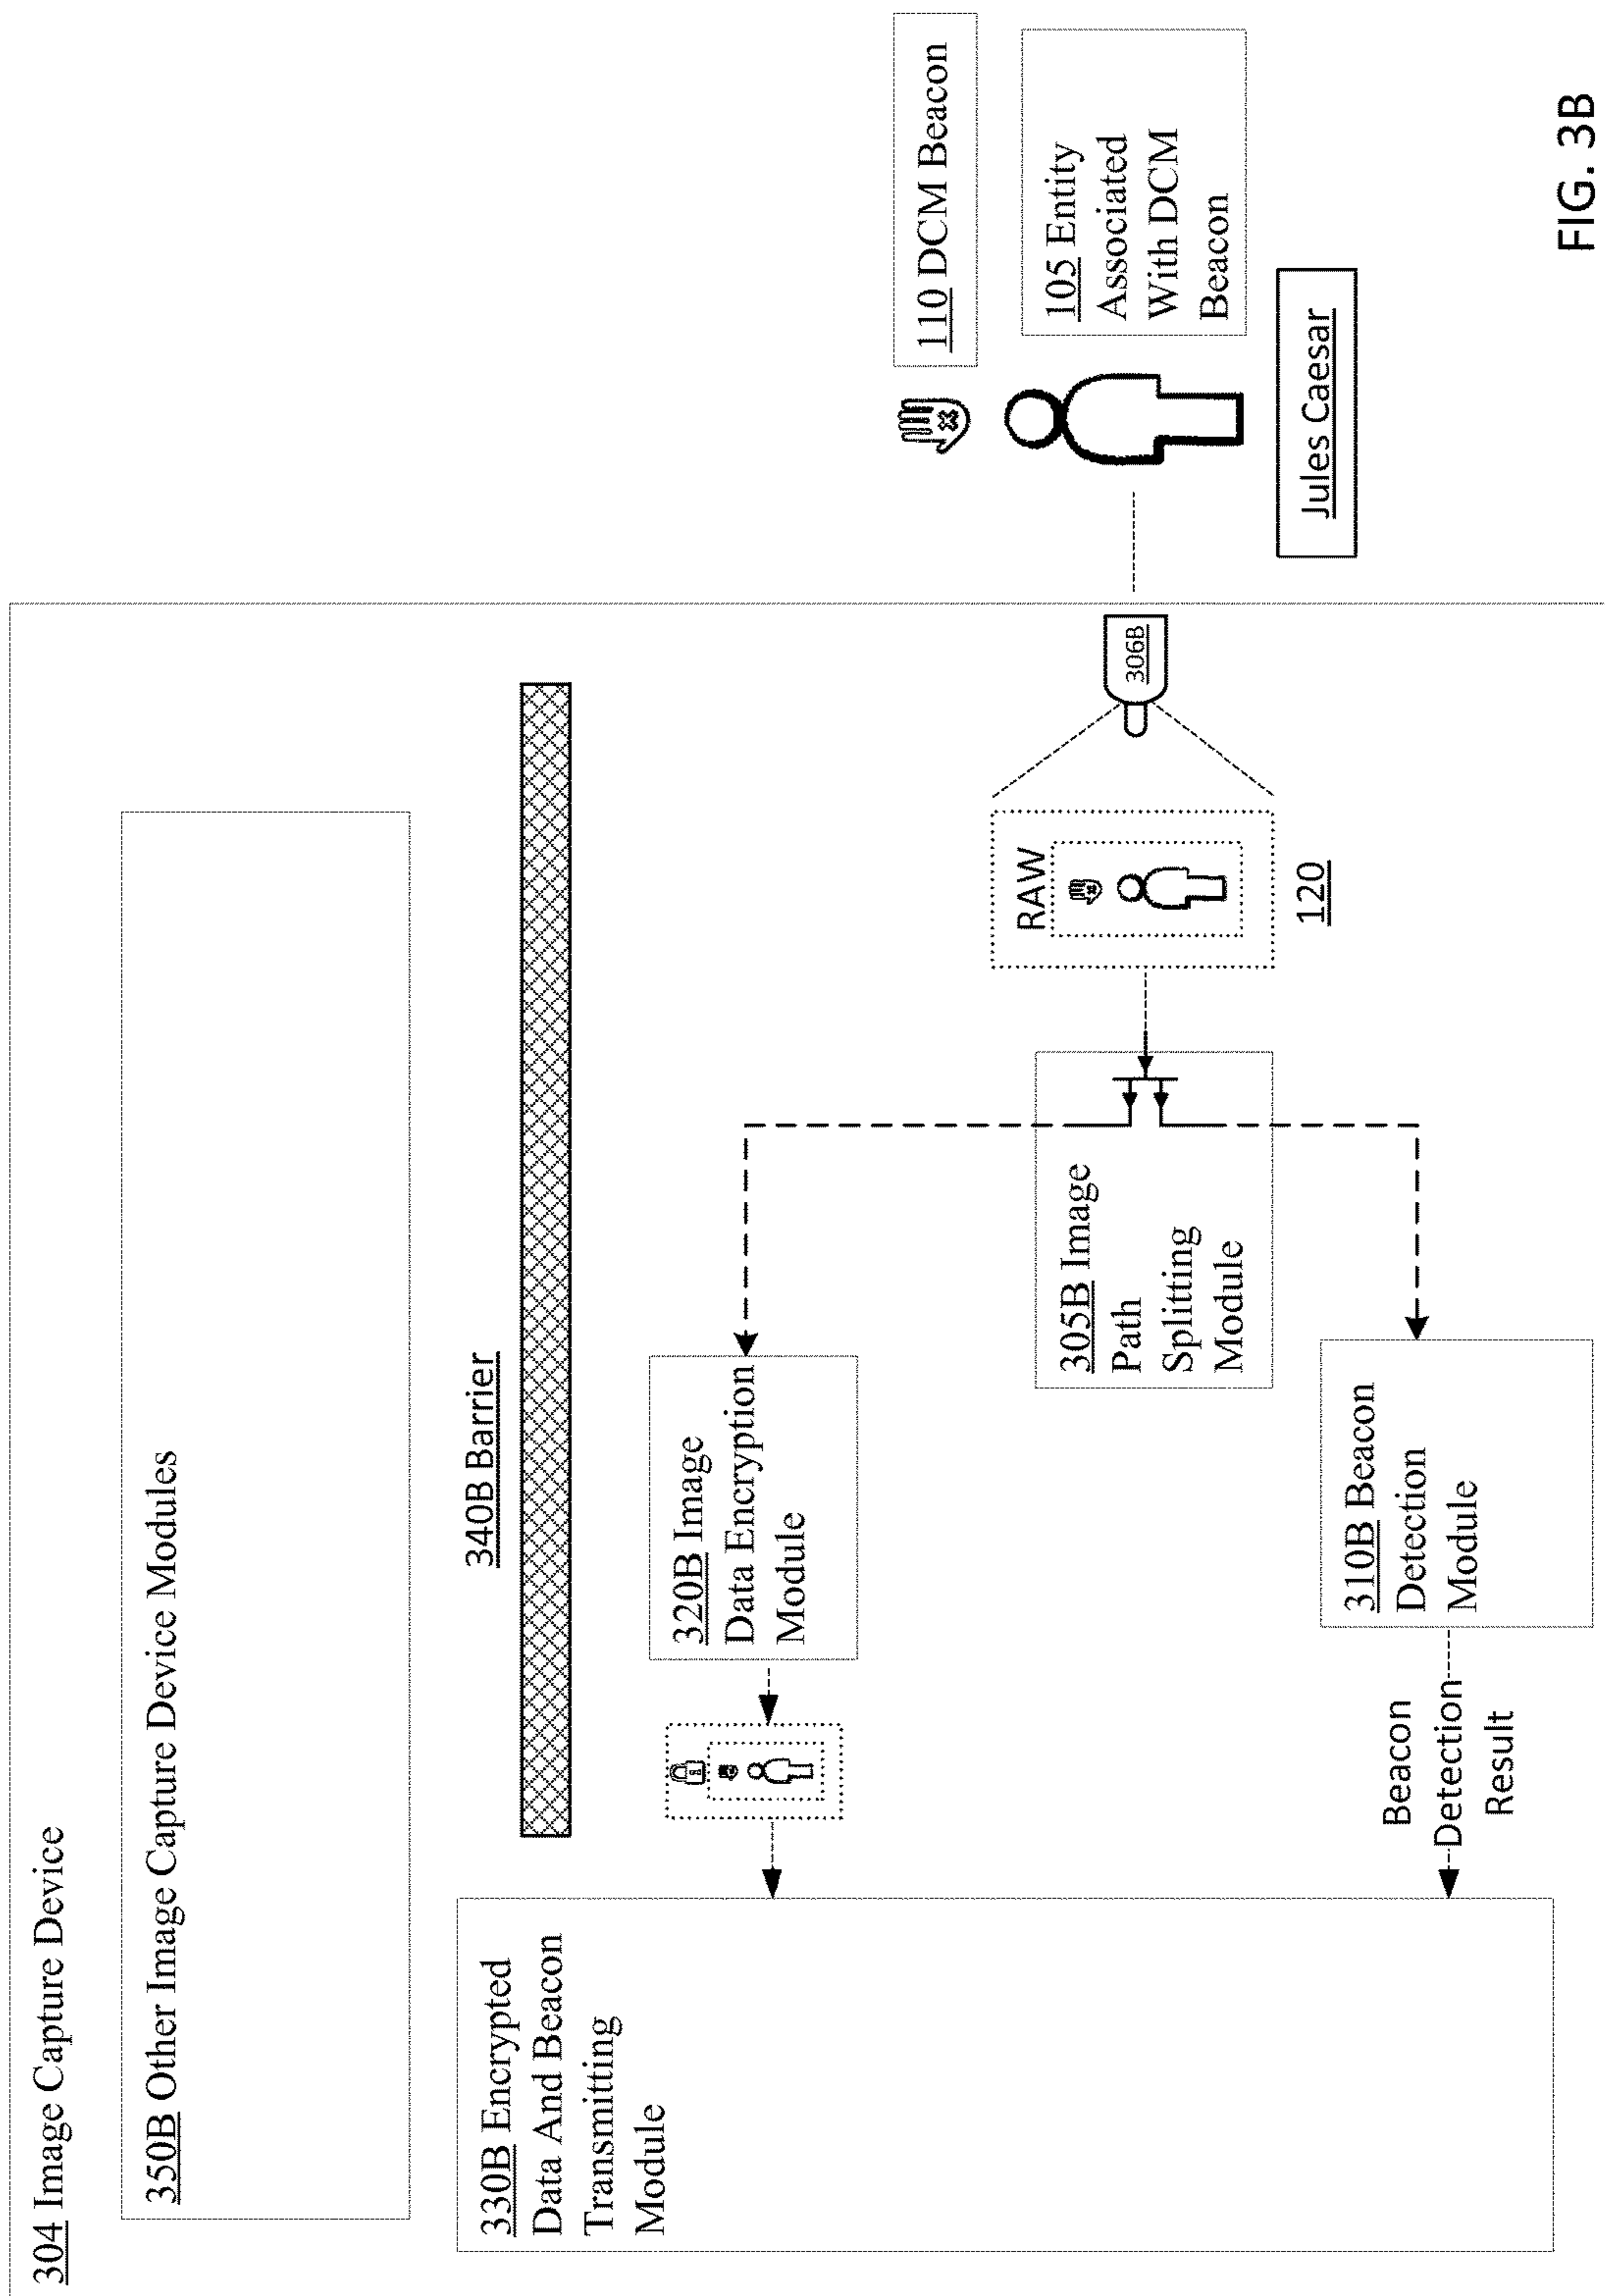 304 Image Capture Device
350B Other Image Capture Device Modules
340B Barrier
330B Encrypted
Data And Beacon
Transmitting
Module
320B Image
Data Encryption
Module
305B Image
Path
Splitting
Module
310B Beacon
Detection
Module
Beacon
Detection
Result
RAW
120
306B
110 DCM Beacon
105 Entity
Associated
With DCM
Beacon
Jules Caesar
FIG. 3B